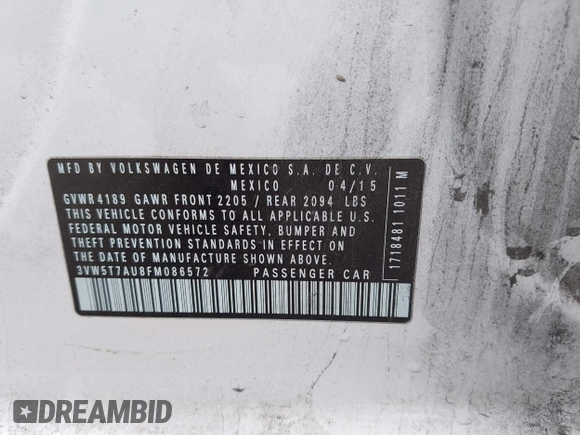 MFD BY VOLKSWAGEN DE MEXICO S.A. DE C.V.
MEXICO 04/15
GVWR4189 GAWR FRONT 2205 / REAR 2094 LBS
THIS VEHICLE CONFORMS TO ALL APPLICABLE U.S.
FEDERAL MOTOR VEHICLE SAFETY, BUMPER AND
THEFT PREVENTION STANDARDS IN EFFECT ON
THE DATE OF MANUFACTURE SHOWN ABOVE.
3VW5T7AU8FM086572 PASSENGER CAR
1718481 1011 M
DREAMBID